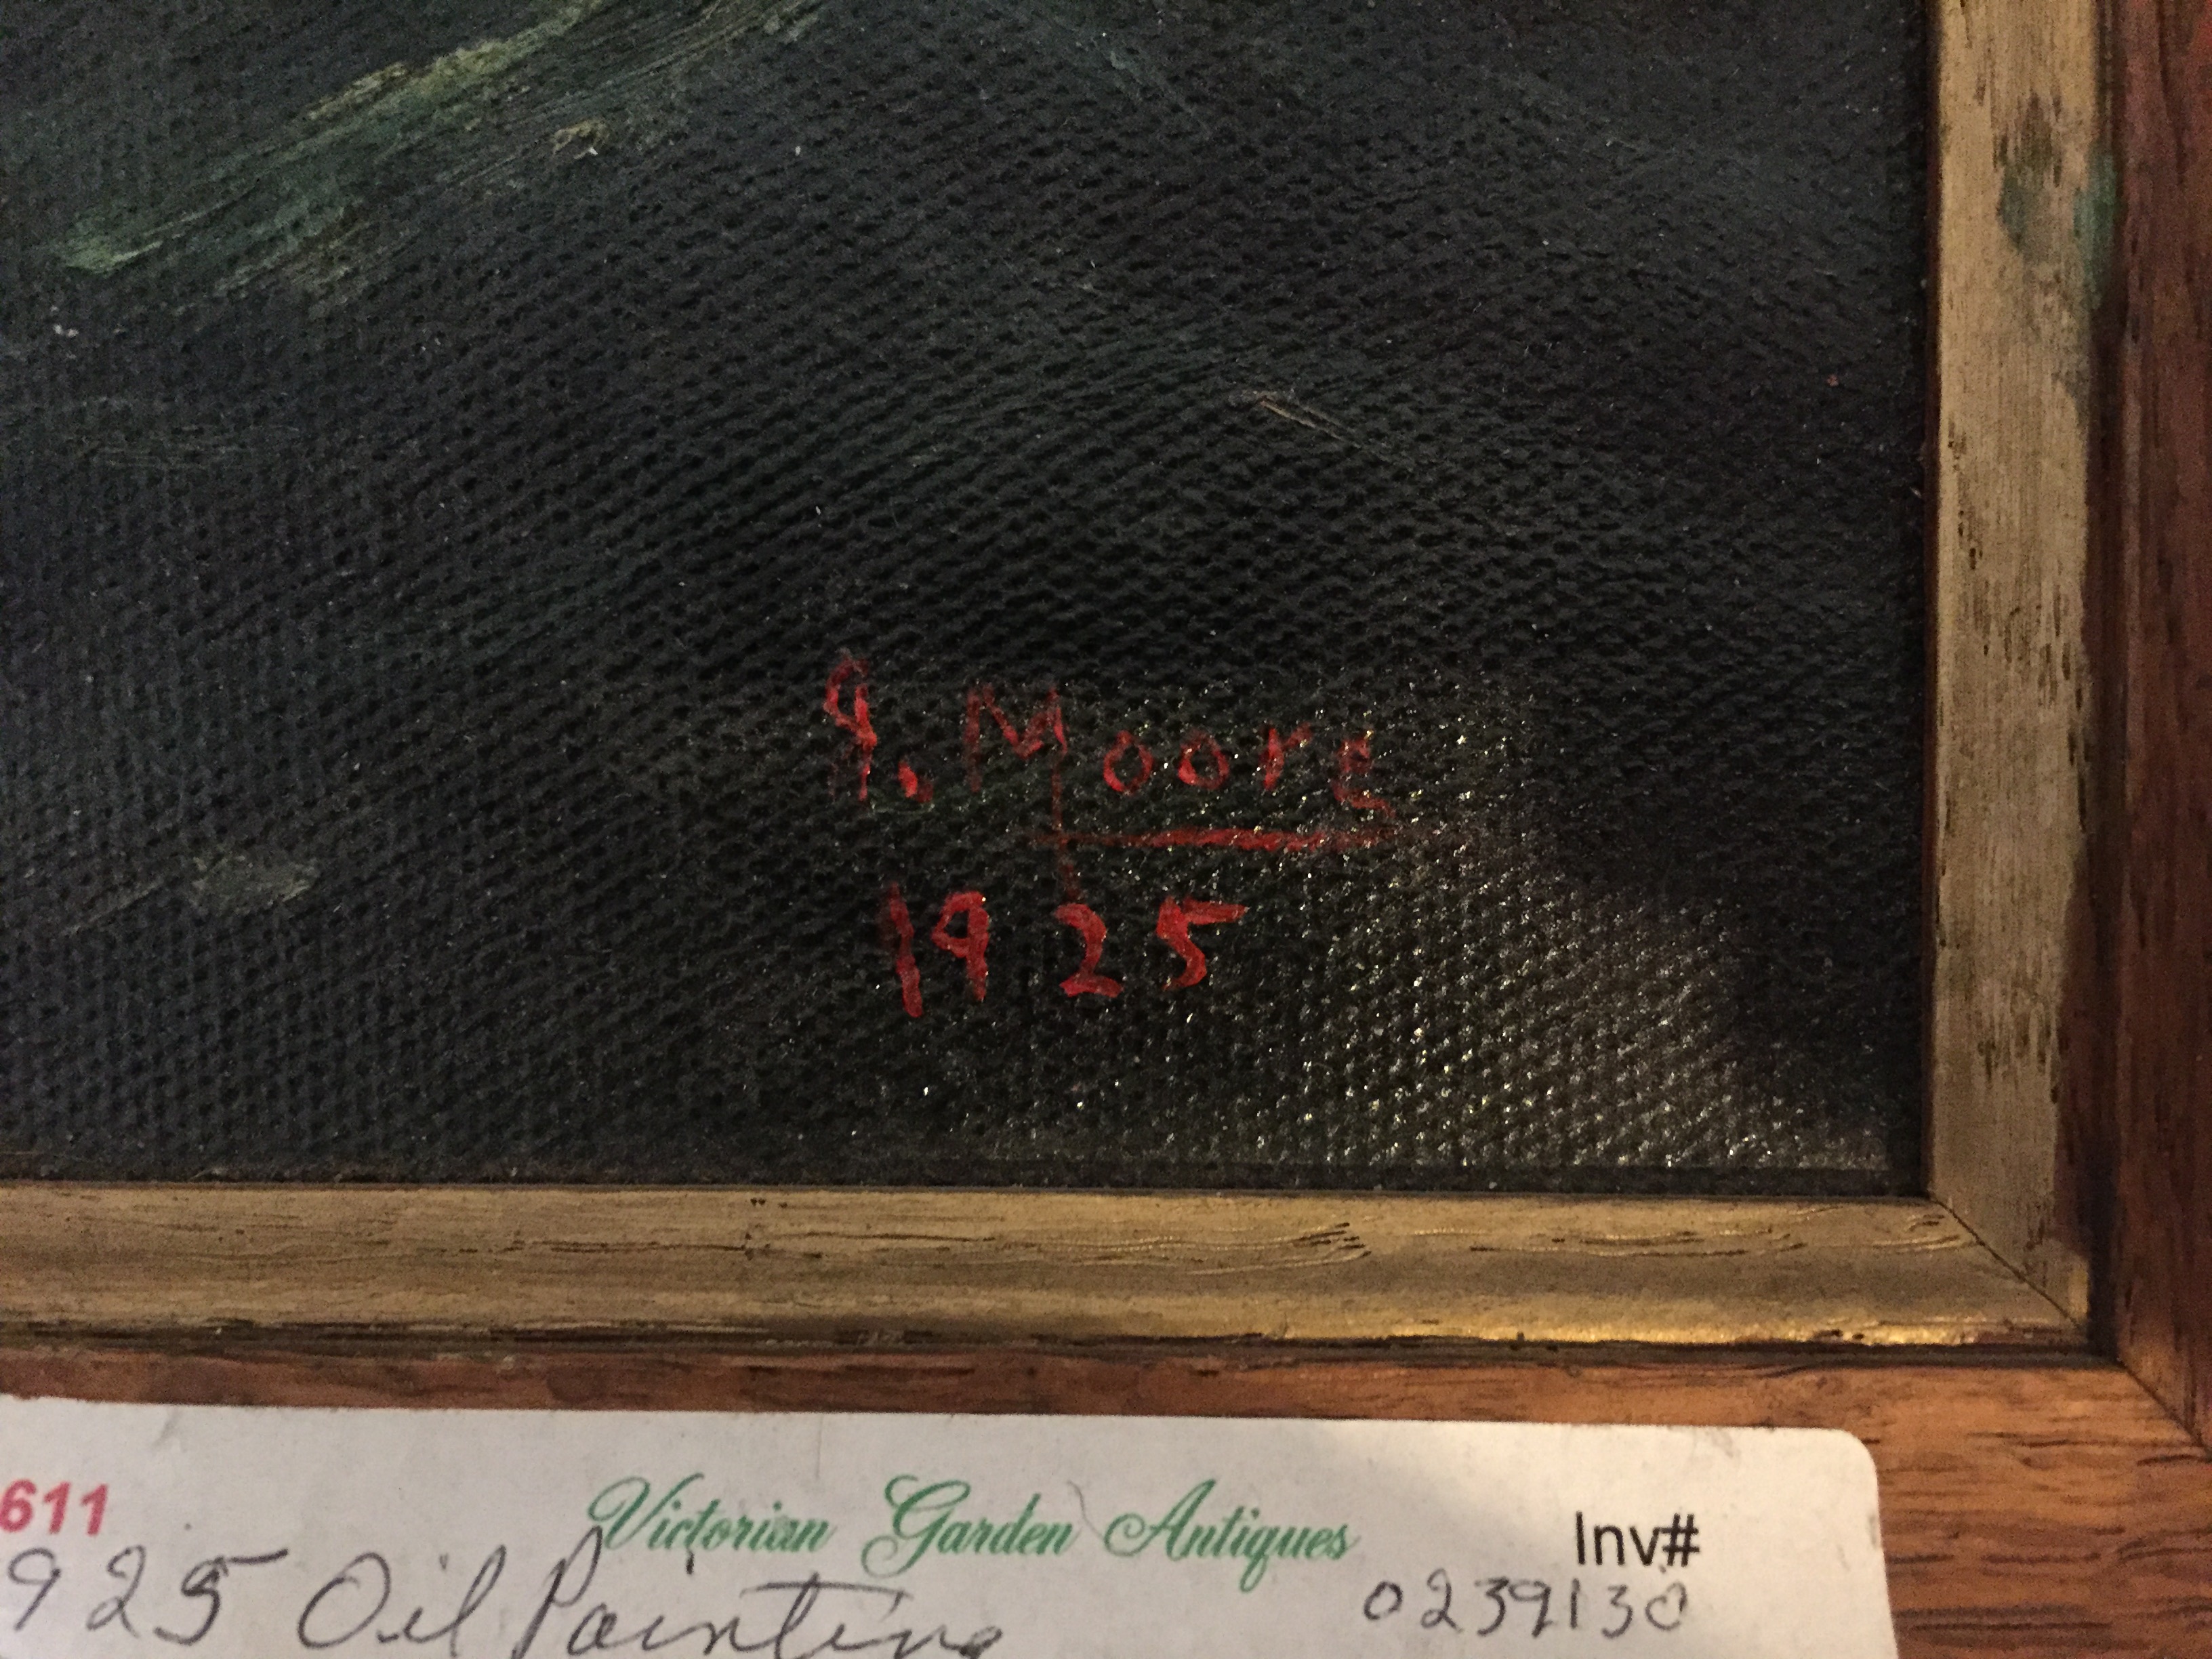 g. Moore
1925
611
Victorian Garden Antiques
Inv#
925 Oil Painting
0239130